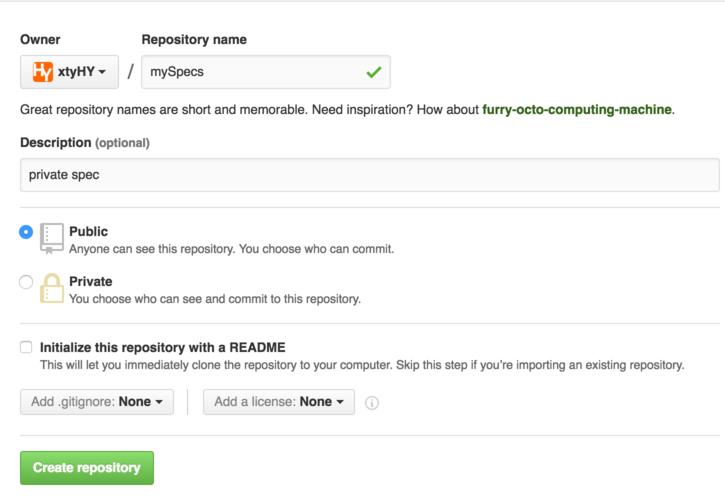 Owner Repository name
Hy xtyHY / mySpecs
Great repository names are short and memorable. Need inspiration? How about furry-octo-computing-machine.
Description (optional)
private spec
Public
Anyone can see this repository. You choose who can commit.
Private
You choose who can see and commit to this repository.
Initialize this repository with a README
This will let you immediately clone the repository to your computer. Skip this step if you’re importing an existing repository.
Add .gitignore: None Add a license: None i
Create repository